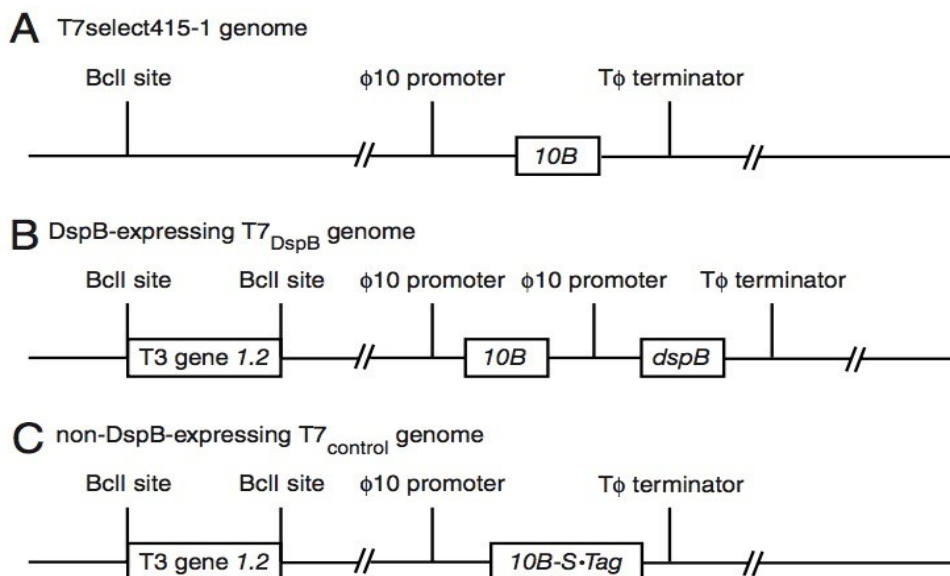 A T7select415-1 genome
BclI site ϕ10 promoter Tϕ terminator
10B
B DspB-expressing T7DspB genome
BclI site BclI site ϕ10 promoter ϕ10 promoter Tϕ terminator
T3 gene 1.2 10B dspB
C non-DspB-expressing T7control genome
BclI site BclI site ϕ10 promoter Tϕ terminator
T3 gene 1.2 10B-S•Tag